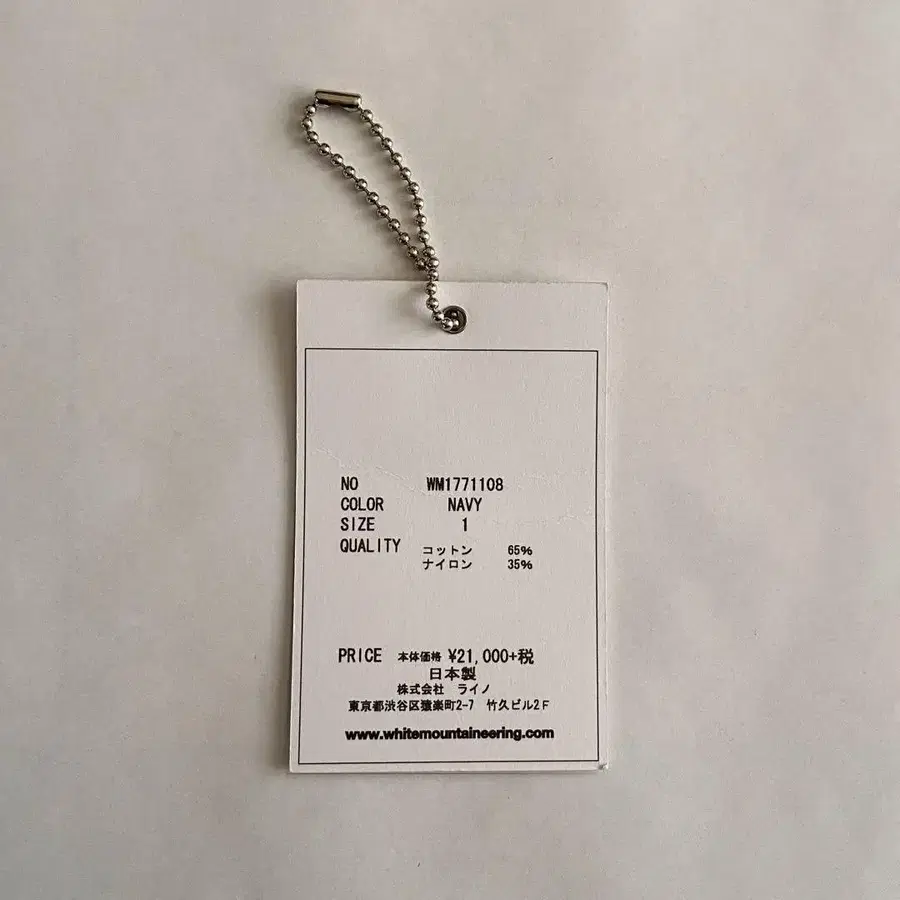 NO WM1771108
COLOR NAVY
SIZE 1
QUALITY コットン 65%
ナイロン 35%
PRICE 本体価格 ¥21,000+税
日本製
株式会社 ライノ
東京都渋谷区猿楽町2-7 竹久ビル2F
www.whitemountaineering.com